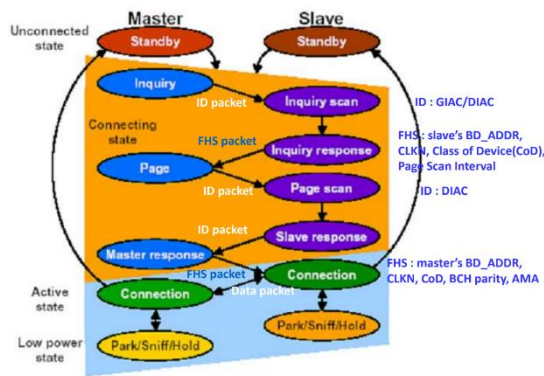 Master Slave
Unconnected
state
Standby Standby
Inquiry
ID packet
Inquiry scan
ID : GIAC/DIAC
Connecting
state
FHS packet
Inquiry response
FHS : slave's BD_ADDR,
CLKN, Class of Device(CoD),
Page Scan Interval
Page
ID packet
Page scan
ID : DIAC
ID packet
Slave response
Master response
FHS packet
Connection
FHS : master's BD_ADDR,
CLKN, CoD, BCH parity, AMA
Active
state
Connection
Data packet
Low power
state
Park/Sniff/Hold
Park/Sniff/Hold